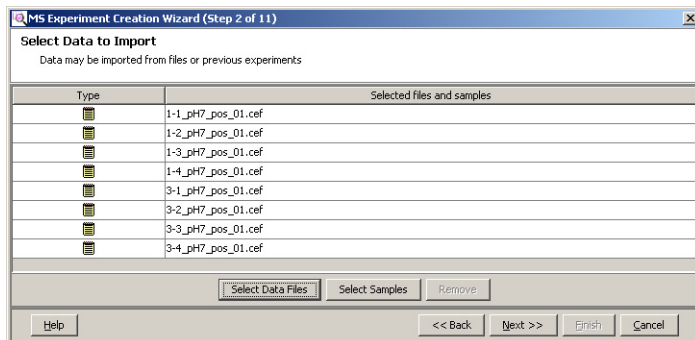 MS Experiment Creation Wizard (Step 2 of 11)
Select Data to Import
Data may be imported from files or previous experiments
Type Selected files and samples
1-1_pH7_pos_01.cef
1-2_pH7_pos_01.cef
1-3_pH7_pos_01.cef
1-4_pH7_pos_01.cef
3-1_pH7_pos_01.cef
3-2_pH7_pos_01.cef
3-3_pH7_pos_01.cef
3-4_pH7_pos_01.cef
Select Data Files Select Samples Remove
Help << Back Next >> Finish Cancel